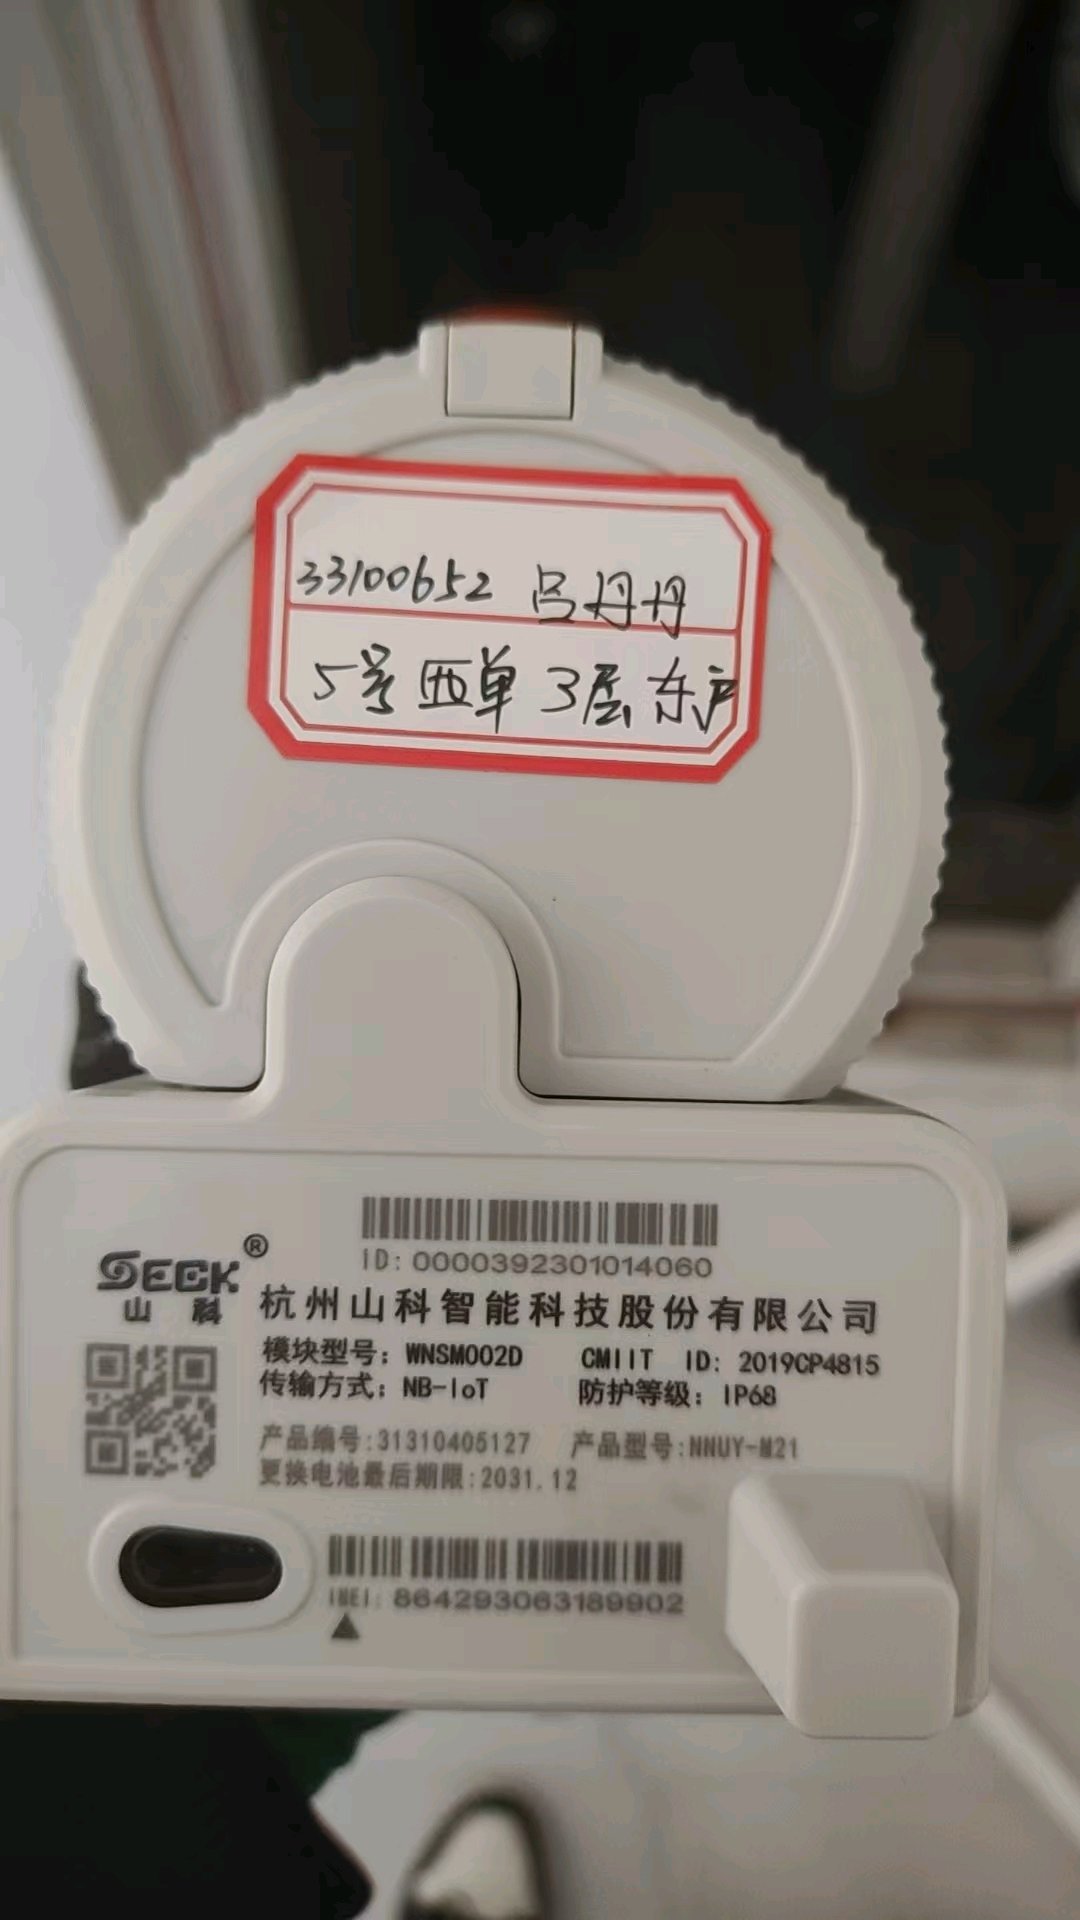 33100652 吕丹丹
5号西单3层东户
ID: 0000392301014060
SECK®
山科
杭州山科智能科技股份有限公司
模块型号：WNSM002D CMIIT ID: 2019CP4815
传输方式：NB-IoT 防护等级：IP68
产品编号:31310405127 产品型号:NNUY-M21
更换电池最后期限:2031.12
IMEI: 864293063189902